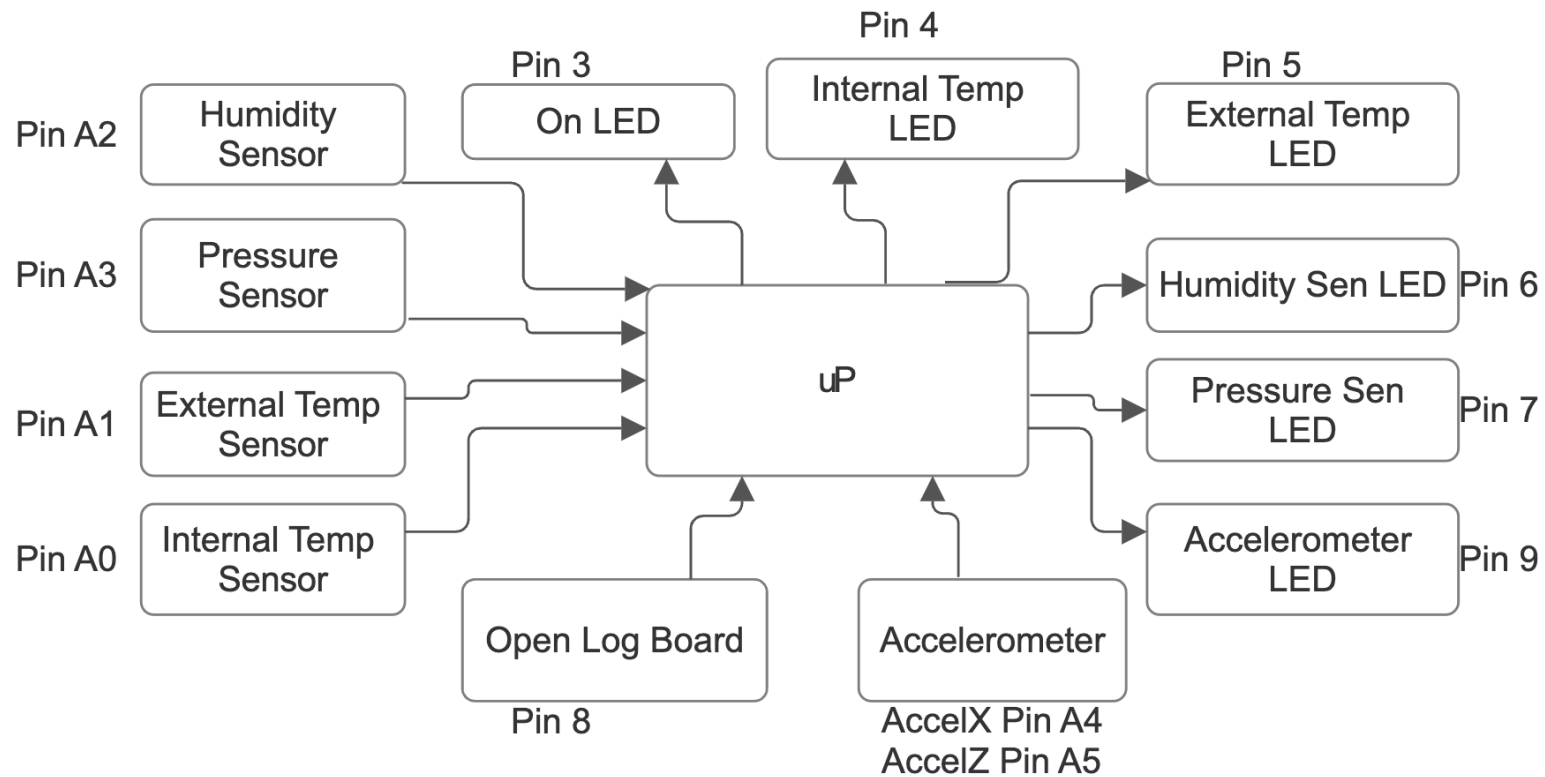 Pin 4
Pin 3
Pin 5
Pin A2
Humidity
Sensor
On LED
Internal Temp
LED
External Temp
LED
Pin A3
Pressure
Sensor
Humidity Sen LED
Pin 6
uP
Pin A1
External Temp
Sensor
Pressure Sen
LED
Pin 7
Pin A0
Internal Temp
Sensor
Accelerometer
LED
Pin 9
Open Log Board
Accelerometer
Pin 8
AccelX Pin A4
AccelZ Pin A5